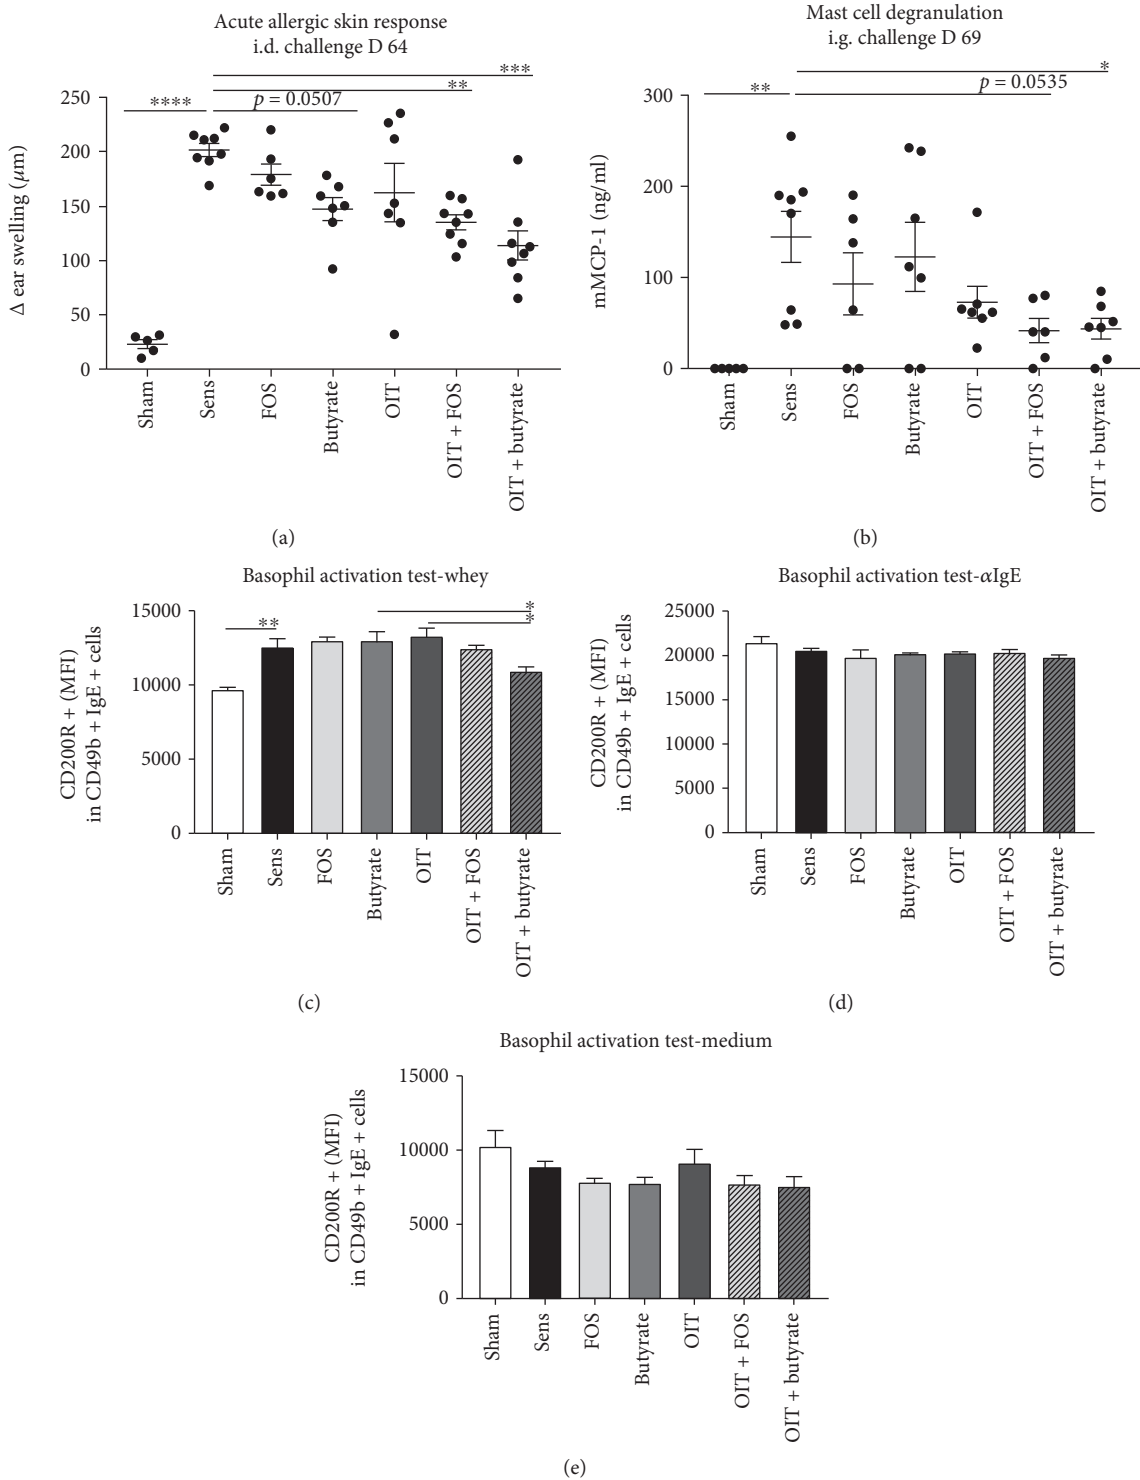 Acute allergic skin response
i.d. challenge D 64
∗∗∗
∗∗
∗∗∗∗
p = 0.0507
Δ ear swelling (μm)
250
200
150
100
50
0
Sham
Sens
FOS
Butyrate
OIT
OIT + FOS
OIT + butyrate
(a)
Mast cell degranulation
i.g. challenge D 69
∗
p = 0.0535
∗∗
mMCP-1 (ng/ml)
300
200
100
0
Sham
Sens
FOS
Butyrate
OIT
OIT + FOS
OIT + butyrate
(b)
Basophil activation test-whey
∗
∗
∗∗
CD200R + (MFI)
in CD49b + IgE + cells
15000
10000
5000
0
Sham
Sens
FOS
Butyrate
OIT
OIT + FOS
OIT + butyrate
(c)
Basophil activation test-αIgE
CD200R + (MFI)
in CD49b + IgE + cells
25000
20000
15000
10000
5000
0
Sham
Sens
FOS
Butyrate
OIT
OIT + FOS
OIT + butyrate
(d)
Basophil activation test-medium
CD200R + (MFI)
in CD49b + IgE + cells
15000
10000
5000
0
Sham
Sens
FOS
Butyrate
OIT
OIT + FOS
OIT + butyrate
(e)